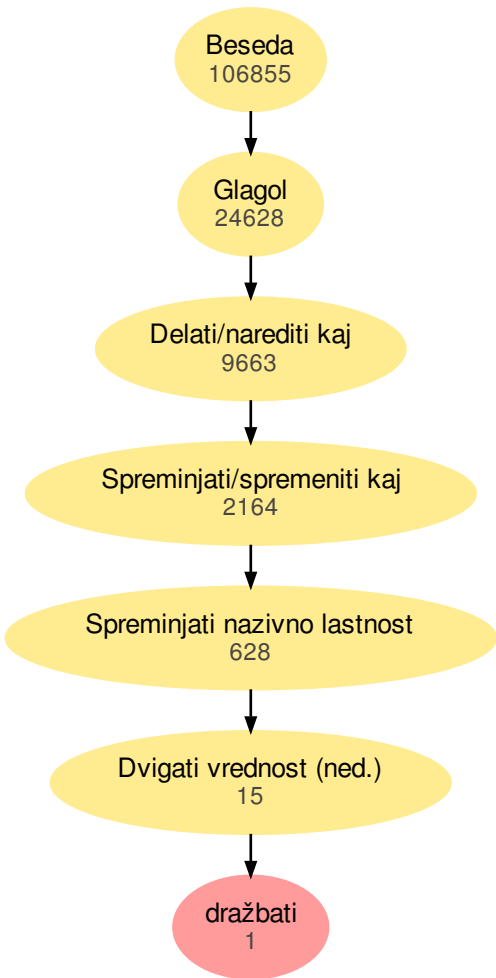 Beseda
106855
Glagol
24628
Delati/narediti kaj
9663
Spreminjati/spremeniti kaj
2164
Spreminjati nazivno lastnost
628
Dvigati vrednost (ned.)
15
dražbati
1